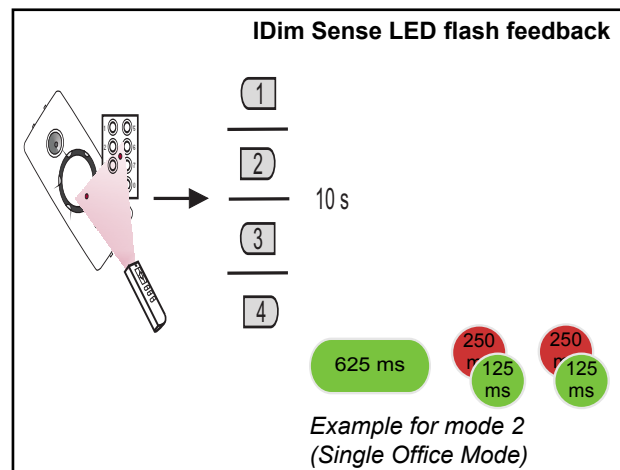 IDim Sense LED flash feedback
1
2
10 s
3
4
625 ms
250
125
ms
250
125
ms
Example for mode 2
(Single Office Mode)